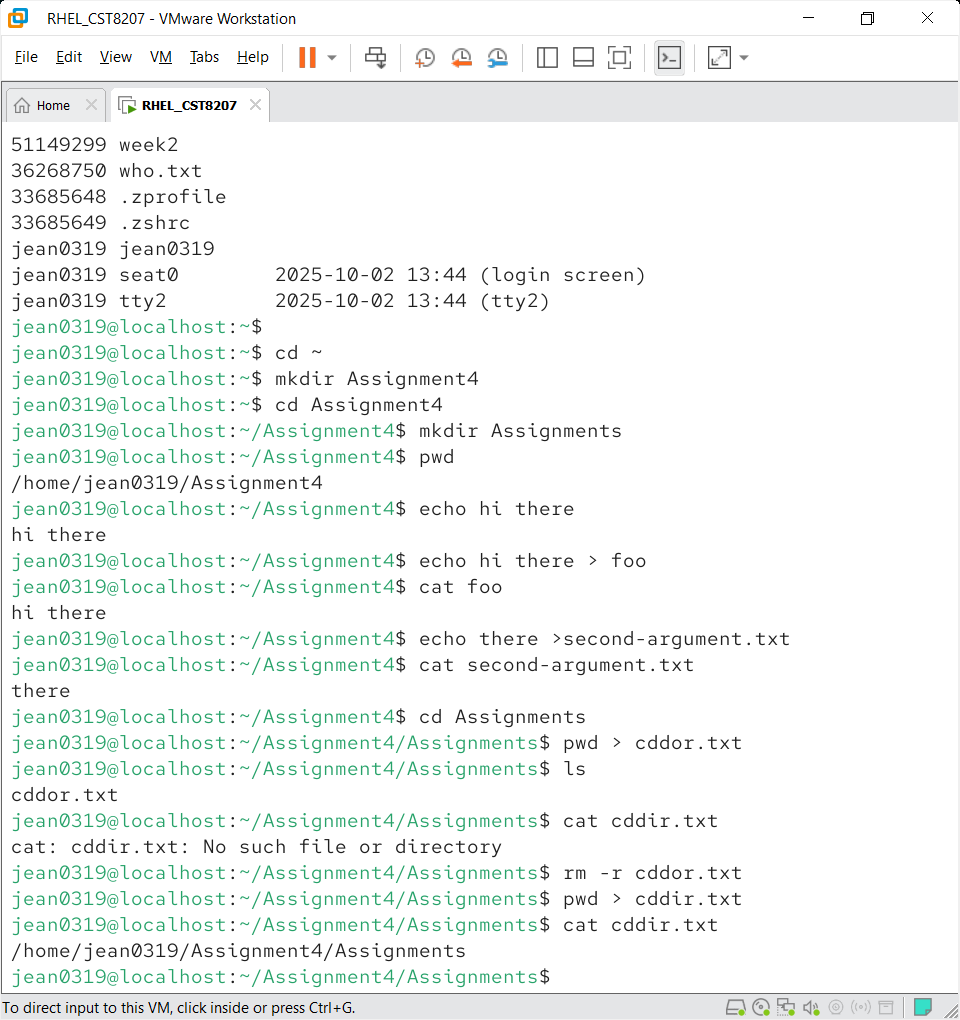 RHEL_CST8207 - VMware Workstation
File Edit View VM Tabs Help
Home
RHEL_CST8207
51149299 week2
36268750 who.txt
33685648 .zprofile
33685649 .zshrc
jean0319 jean0319
jean0319 seat0        2025-10-02 13:44 (login screen)
jean0319 tty2         2025-10-02 13:44 (tty2)
jean0319@localhost:~$
jean0319@localhost:~$ cd ~
jean0319@localhost:~$ mkdir Assignment4
jean0319@localhost:~$ cd Assignment4
jean0319@localhost:~/Assignment4$ mkdir Assignments
jean0319@localhost:~/Assignment4$ pwd
/home/jean0319/Assignment4
jean0319@localhost:~/Assignment4$ echo hi there
hi there
jean0319@localhost:~/Assignment4$ echo hi there > foo
jean0319@localhost:~/Assignment4$ cat foo
hi there
jean0319@localhost:~/Assignment4$ echo there >second-argument.txt
jean0319@localhost:~/Assignment4$ cat second-argument.txt
there
jean0319@localhost:~/Assignment4$ cd Assignments
jean0319@localhost:~/Assignment4/Assignments$ pwd > cddor.txt
jean0319@localhost:~/Assignment4/Assignments$ ls
cddor.txt
jean0319@localhost:~/Assignment4/Assignments$ cat cddir.txt
cat: cddir.txt: No such file or directory
jean0319@localhost:~/Assignment4/Assignments$ rm -r cddor.txt
jean0319@localhost:~/Assignment4/Assignments$ pwd > cddir.txt
jean0319@localhost:~/Assignment4/Assignments$ cat cddir.txt
/home/jean0319/Assignment4/Assignments
jean0319@localhost:~/Assignment4/Assignments$
To direct input to this VM, click inside or press Ctrl+G.